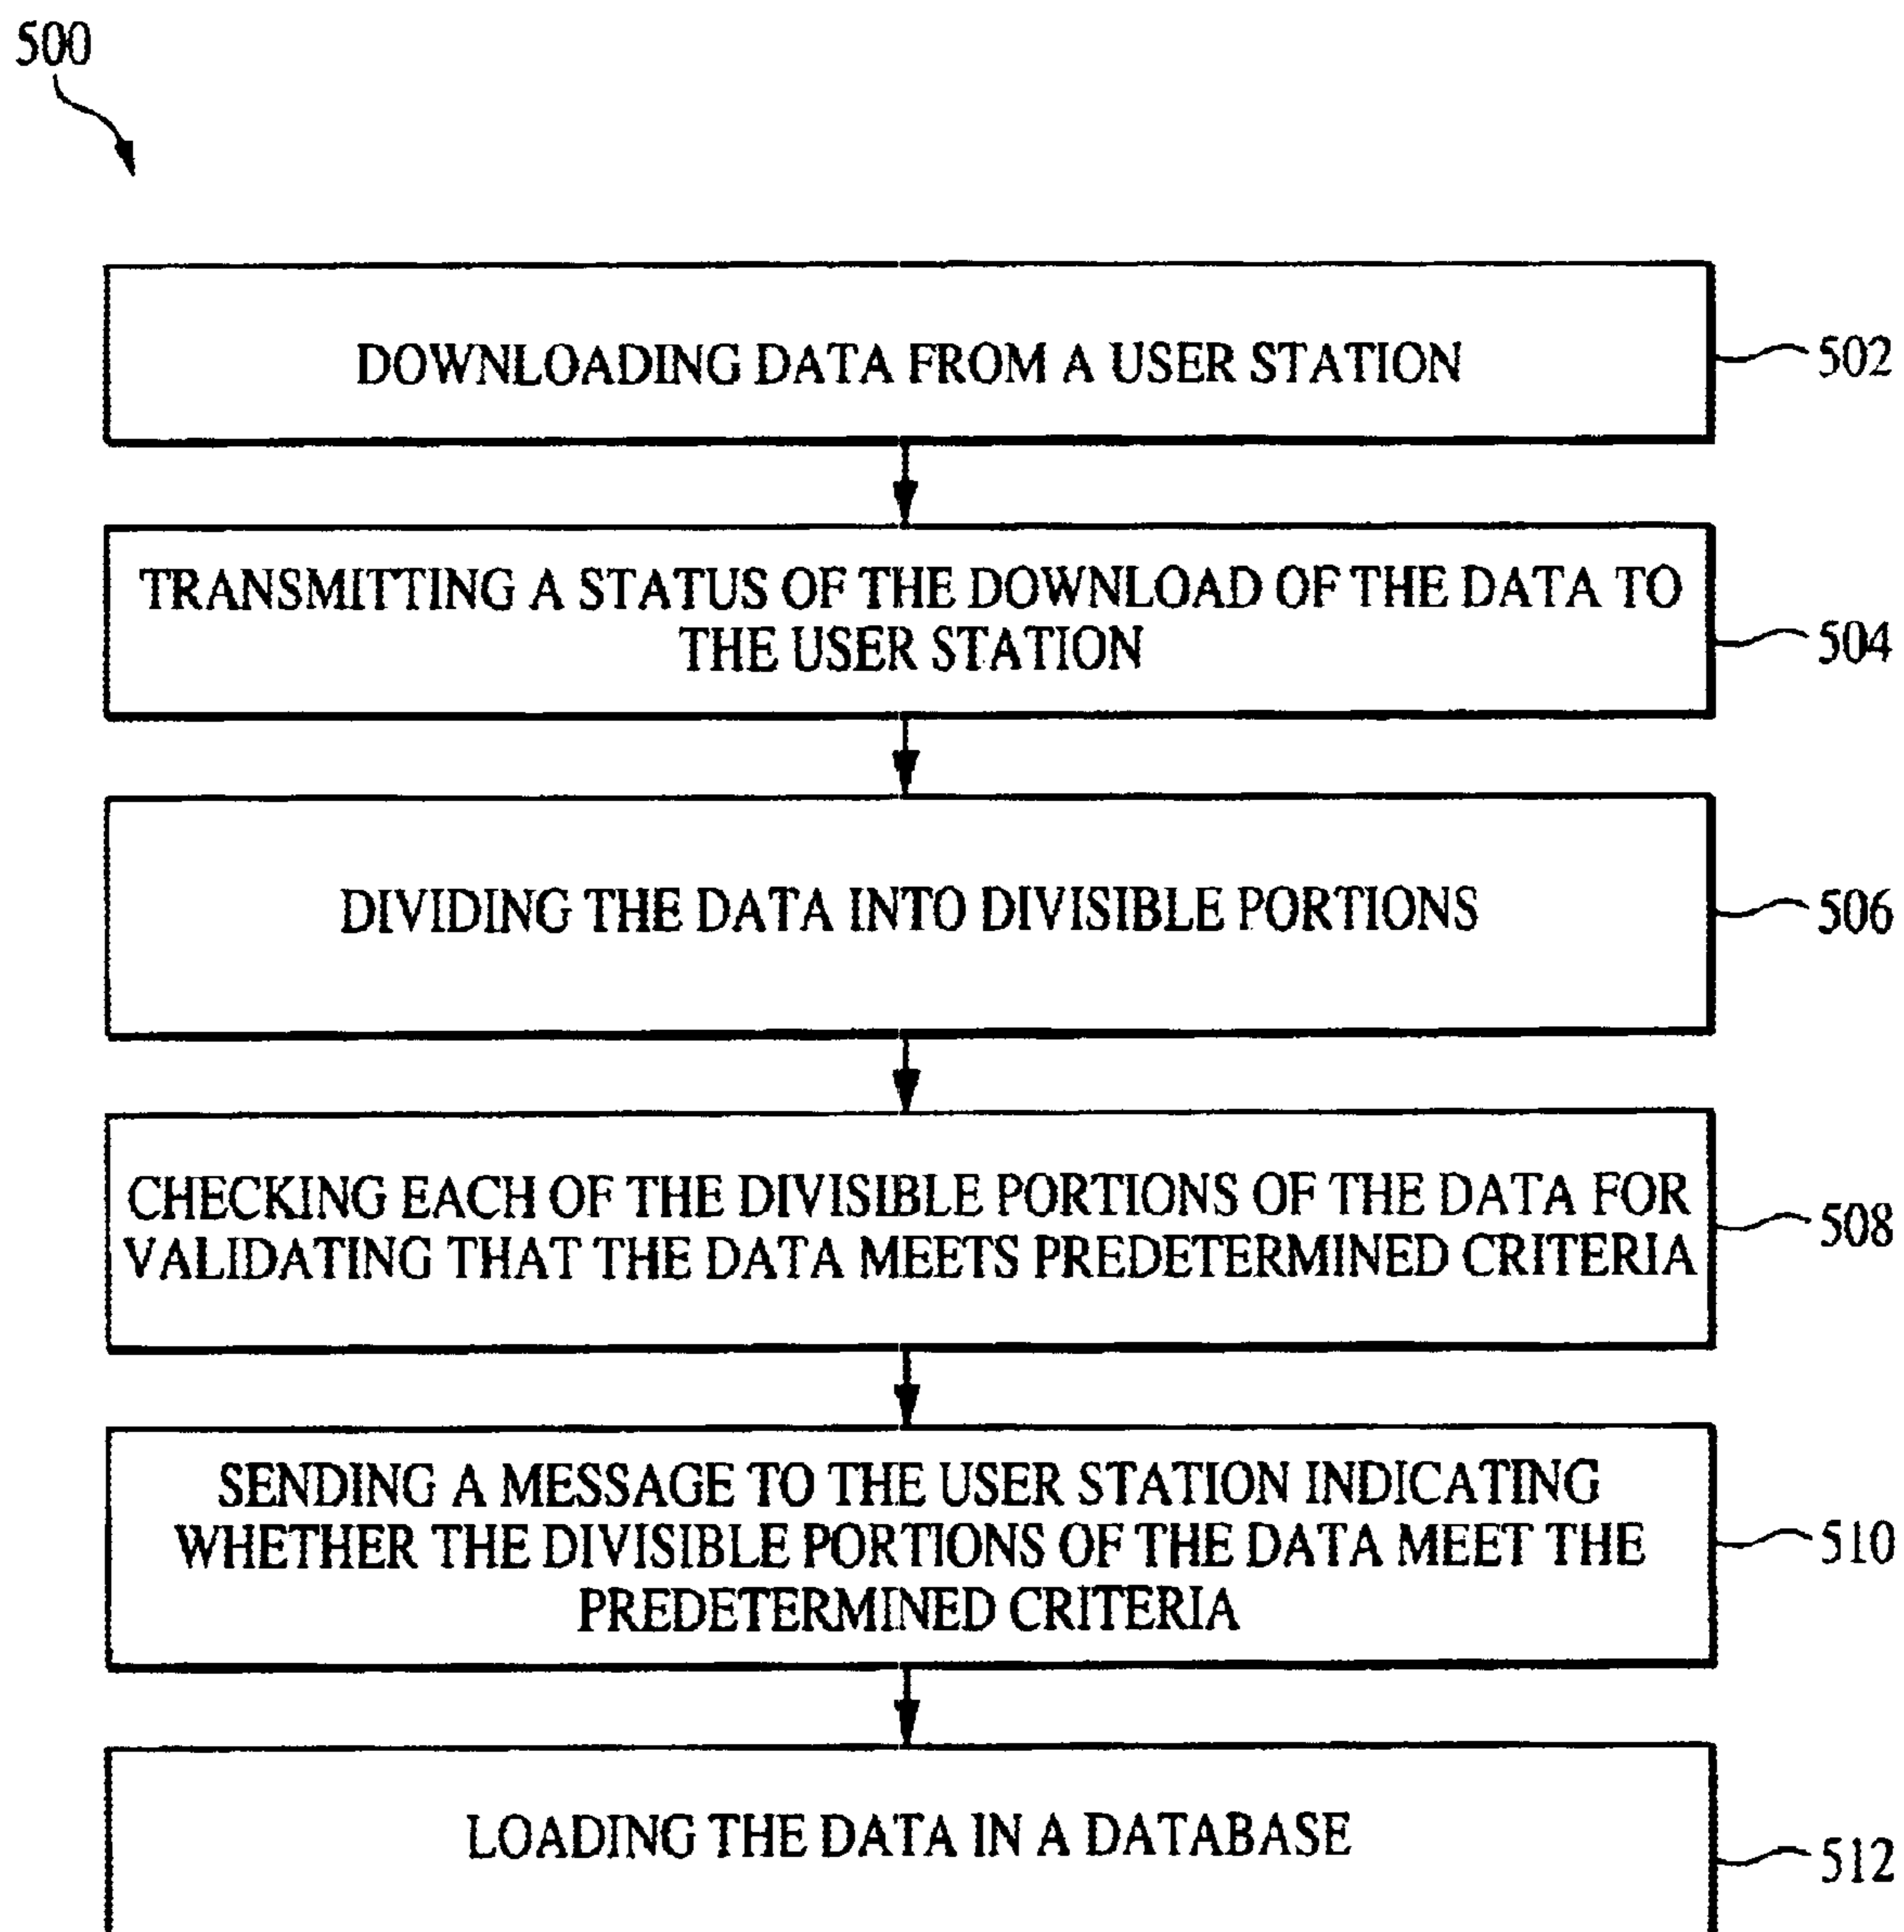 500
DOWNLOADING DATA FROM A USER STATION
502
TRANSMITTING A STATUS OF THE DOWNLOAD OF THE DATA TO
THE USER STATION
504
DIVIDING THE DATA INTO DIVISIBLE PORTIONS
506
CHECKING EACH OF THE DIVISIBLE PORTIONS OF THE DATA FOR
VALIDATING THAT THE DATA MEETS PREDETERMINED CRITERIA
508
SENDING A MESSAGE TO THE USER STATION INDICATING
WHETHER THE DIVISIBLE PORTIONS OF THE DATA MEET THE
PREDETERMINED CRITERIA
510
LOADING THE DATA IN A DATABASE
512